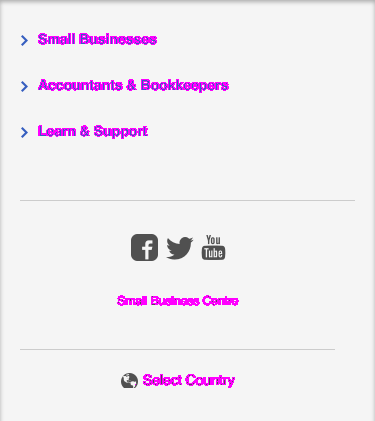 Small Businesses
Accountants & Bookkeepers
Learn & Support
You
Tube
Small Business Centre
Select Country